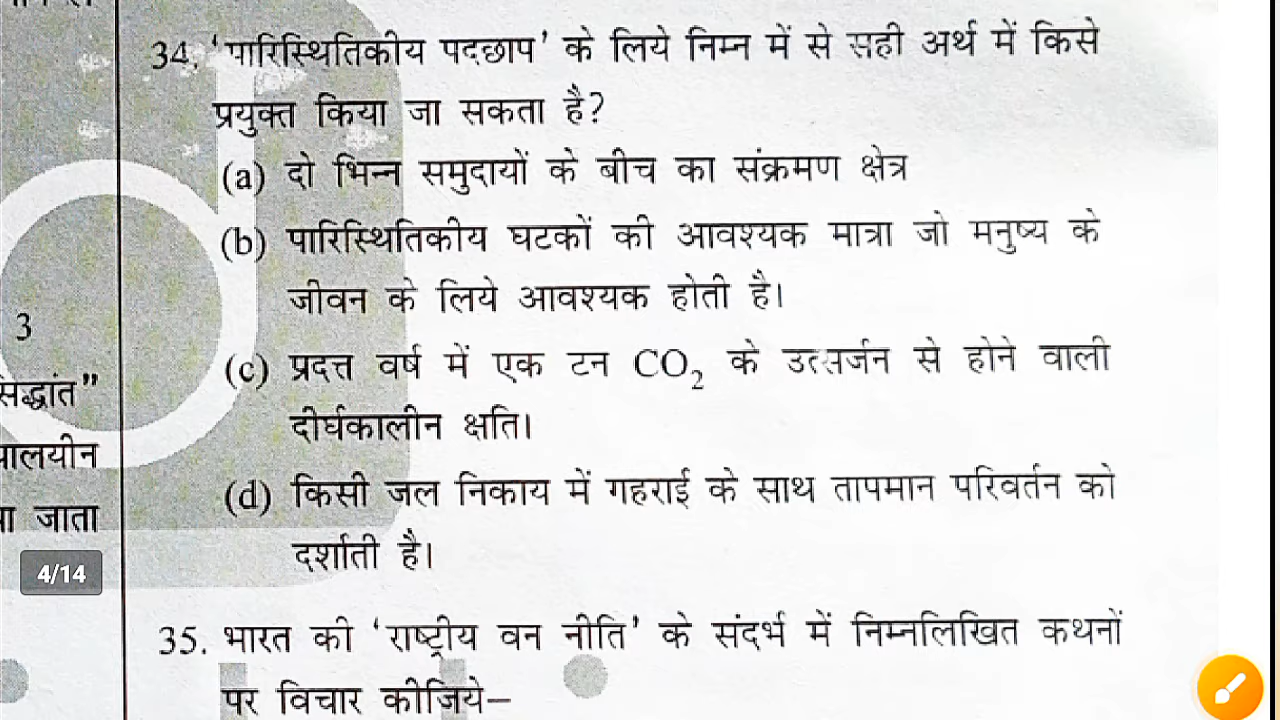 34. 'पारिस्थितिकीय पदछाप' के लिये निम्न में से सही अर्थ में किसे
प्रयुक्त किया जा सकता है?
(a) दो भिन्न समुदायों के बीच का संक्रमण क्षेत्र
(b) पारिस्थितिकीय घटकों की आवश्यक मात्रा जो मनुष्य के
जीवन के लिये आवश्यक होती है।
(c) प्रदत्त वर्ष में एक टन CO₂ के उत्सर्जन से होने वाली
दीर्घकालीन क्षति।
(d) किसी जल निकाय में गहराई के साथ तापमान परिवर्तन को
दर्शाती है।
35. भारत की 'राष्ट्रीय वन नीति' के संदर्भ में निम्नलिखित कथनों
पर विचार कीजिये–
3
4/14
जाता